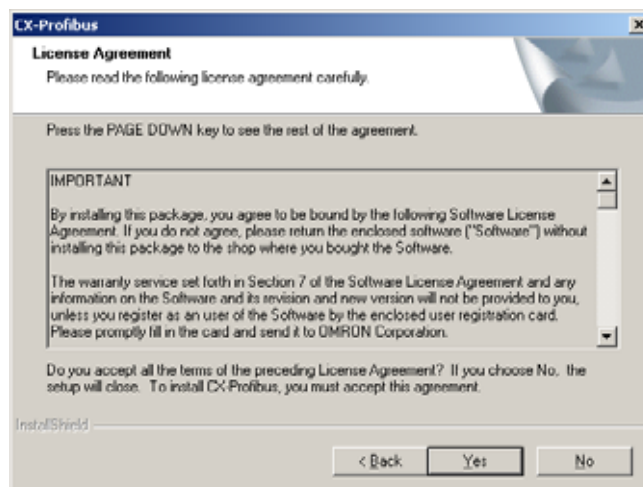 CX-Profibus
License Agreement
Please read the following license agreement carefully.
Press the PAGE DOWN key to see the rest of the agreement.
IMPORTANT
By installing this package, you agree to be bound by the following Software License
Agreement. If you do not agree, please return the enclosed software ("Software") without
installing this package to the shop where you bought the Software.
The warranty service set forth in Section 7 of the Software License Agreement and any
information on the Software and its revision and new version will not be provided to you,
unless you register as an user of the Software by the enclosed user registration card.
Please promptly fill in the card and send it to OMRON Corporation.
Do you accept all the terms of the preceding License Agreement? If you choose No, the
setup will close. To install CX-Profibus, you must accept this agreement.
InstallShield
< Back
Yes
No